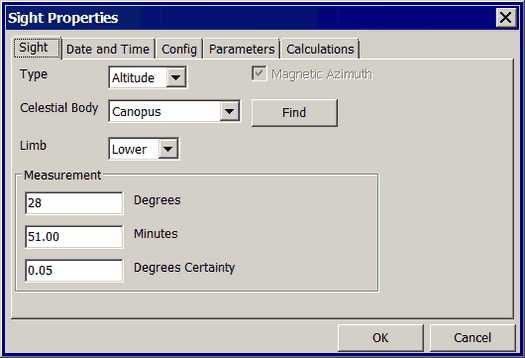 Sight Properties
Sight Date and Time Config Parameters Calculations
Type Altitude Magnetic Azimuth
Celestial Body Canopus Find
Limb Lower
Measurement
28 Degrees
51.00 Minutes
0.05 Degrees Certainty
OK Cancel